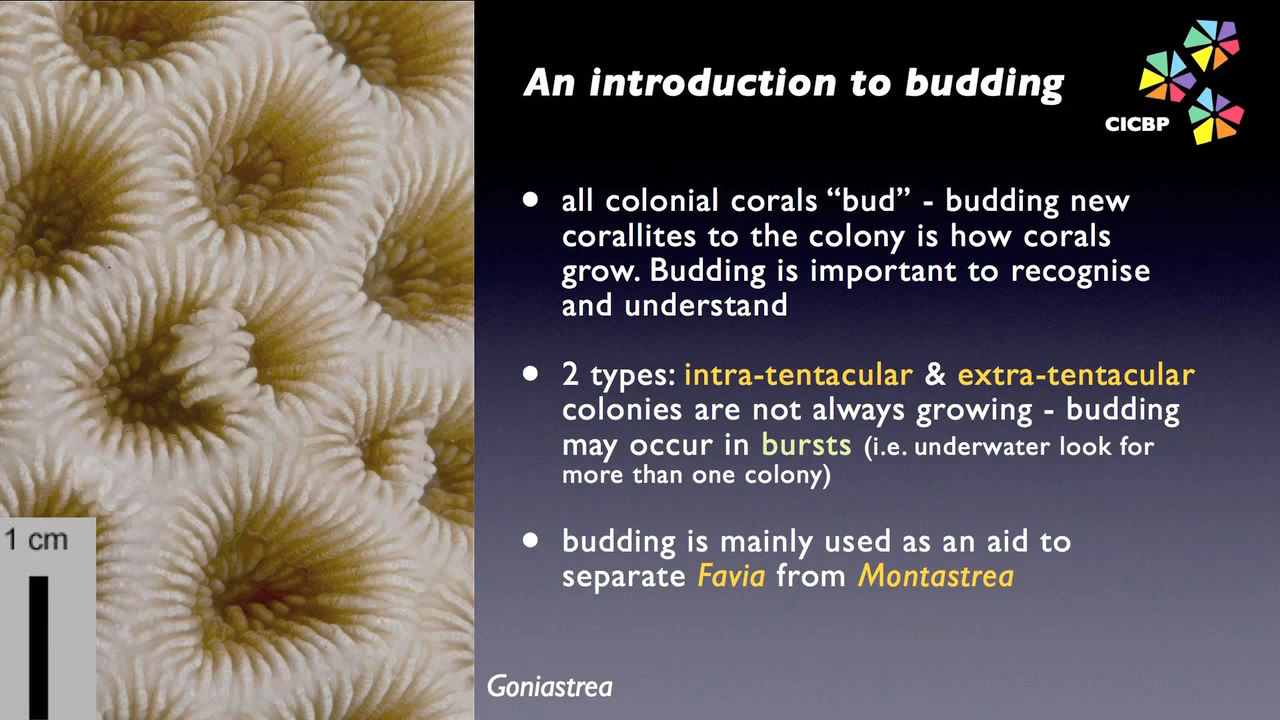 An introduction to budding
CICBP
• all colonial corals “bud” - budding new
corallites to the colony is how corals
grow. Budding is important to recognise
and understand
• 2 types: intra-tentacular & extra-tentacular
colonies are not always growing - budding
may occur in bursts (i.e. underwater look for
more than one colony)
• budding is mainly used as an aid to
separate Favia from Montastrea
1 cm
Goniastrea